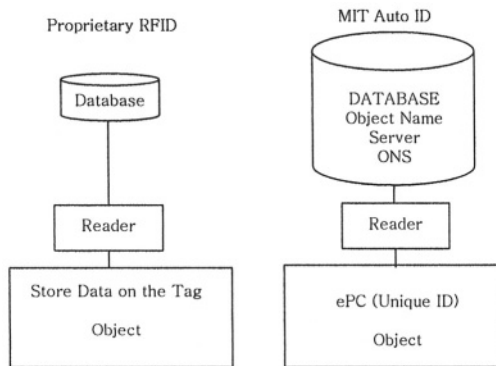 Proprietary RFID
Database
Reader
Store Data on the Tag
Object
MIT Auto ID
DATABASE
Object Name
Server
ONS
Reader
ePC (Unique ID)
Object